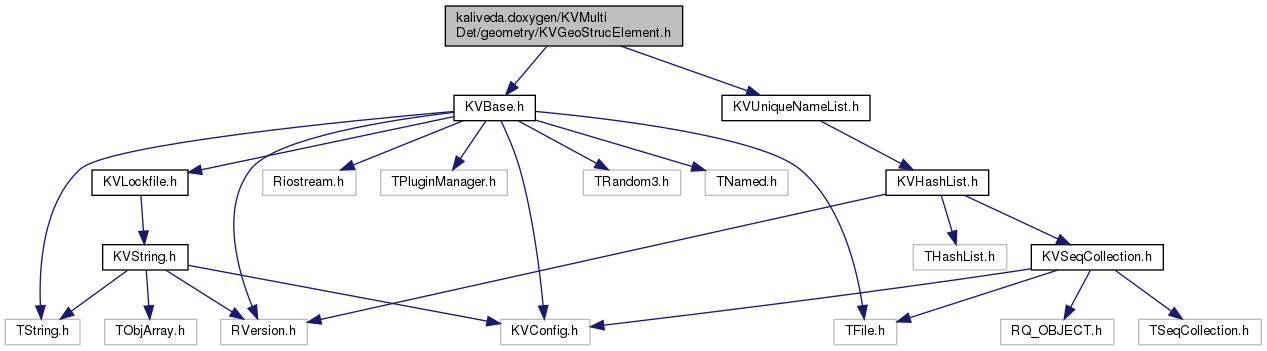 kaliveda.doxygen/KVMulti
Det/geometry/KVGeoStrucElement.h
KVBase.h
KVUniqueNameList.h
KVLockfile.h
Riostream.h
TPluginManager.h
TRandom3.h
TNamed.h
KVHashList.h
KVString.h
THashList.h
KVSeqCollection.h
TString.h
TObjArray.h
RVersion.h
KVConfig.h
TFile.h
RQ_OBJECT.h
TSeqCollection.h